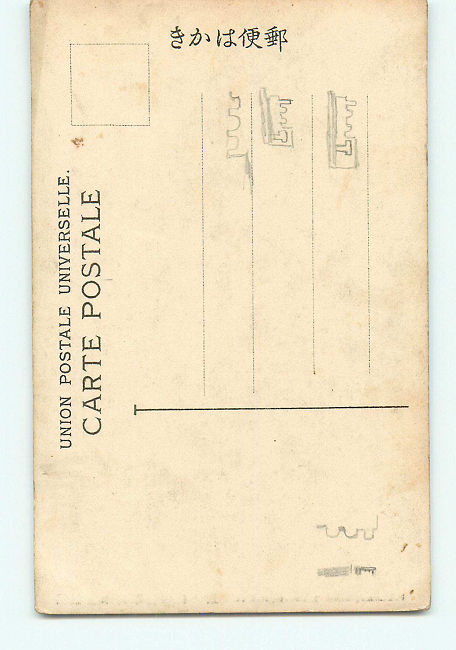 きかは便郵
UNION POSTALE UNIVERSELLE.
CARTE POSTALE